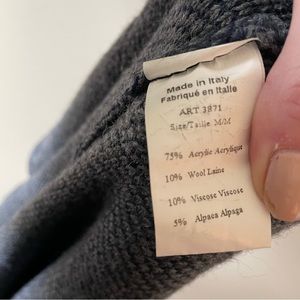 Made in Italy
Fabriqué en Italie
ART 3871
Size/Taille M/M
75% Acrylic Acrylique
10% Wool Laine
10% Viscose Viscose
5% Alpaca Alpaga